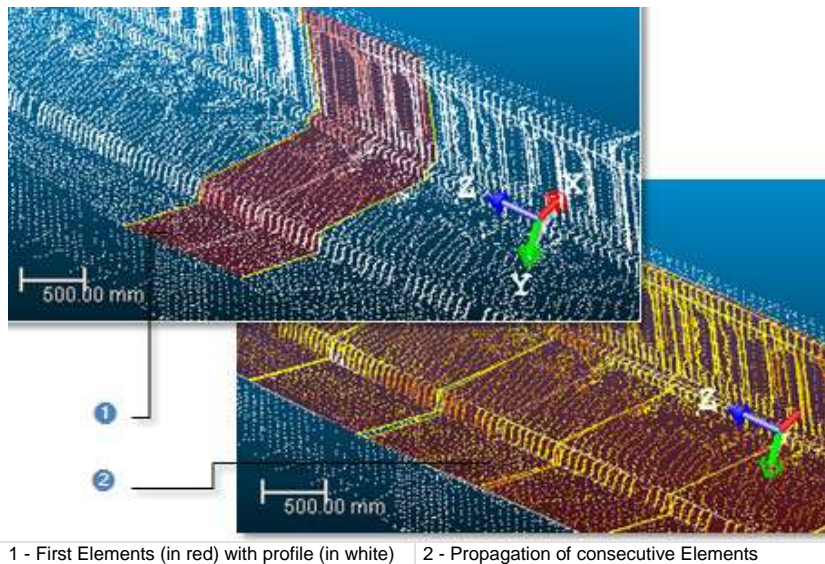 Z
X
Y
500.00 mm
1
2
Z
500.00 mm
1 - First Elements (in red) with profile (in white)
2 - Propagation of consecutive Elements